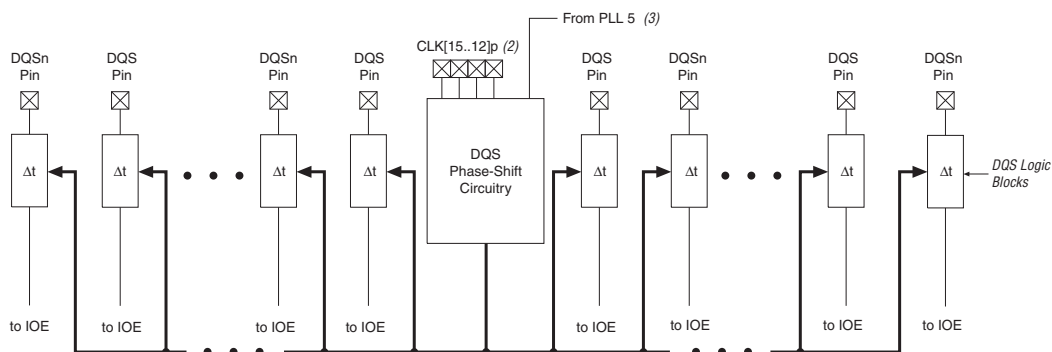 From PLL 5 (3)
CLK[15..12]p (2)
DQSn
Pin
DQS
Pin
DQSn
Pin
DQS
Pin
DQS
Pin
DQSn
Pin
DQS
Pin
DQSn
Pin
Δt
Δt
Δt
Δt
DQS
Phase-Shift
Circuitry
Δt
Δt
Δt
Δt
DQS Logic
Blocks
to IOE
to IOE
to IOE
to IOE
to IOE
to IOE
to IOE
to IOE